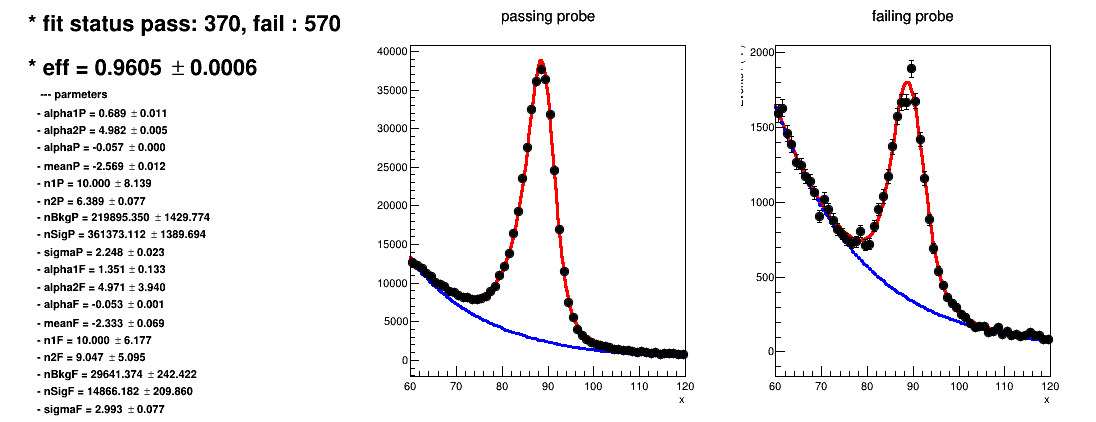 * fit status pass: 370, fail : 570
* eff = 0.9605 ± 0.0006
--- parmeters
- alpha1P = 0.689 ± 0.011
- alpha2P = 4.982 ± 0.005
- alphaP = -0.057 ± 0.000
- meanP = -2.569 ± 0.012
- n1P = 10.000 ± 8.139
- n2P = 6.389 ± 0.077
- nBkgP = 219895.350 ± 1429.774
- nSigP = 361373.112 ± 1389.694
- sigmaP = 2.248 ± 0.023
- alpha1F = 1.351 ± 0.133
- alpha2F = 4.971 ± 3.940
- alphaF = -0.053 ± 0.001
- meanF = -2.333 ± 0.069
- n1F = 10.000 ± 6.177
- n2F = 9.047 ± 5.095
- nBkgF = 29641.374 ± 242.422
- nSigF = 14866.182 ± 209.860
- sigmaF = 2.993 ± 0.077
passing probe
40000
35000
30000
25000
20000
15000
10000
5000
0
60 70 80 90 100 110 120
x
failing probe
2000
1500
1000
500
0
60 70 80 90 100 110 120
x